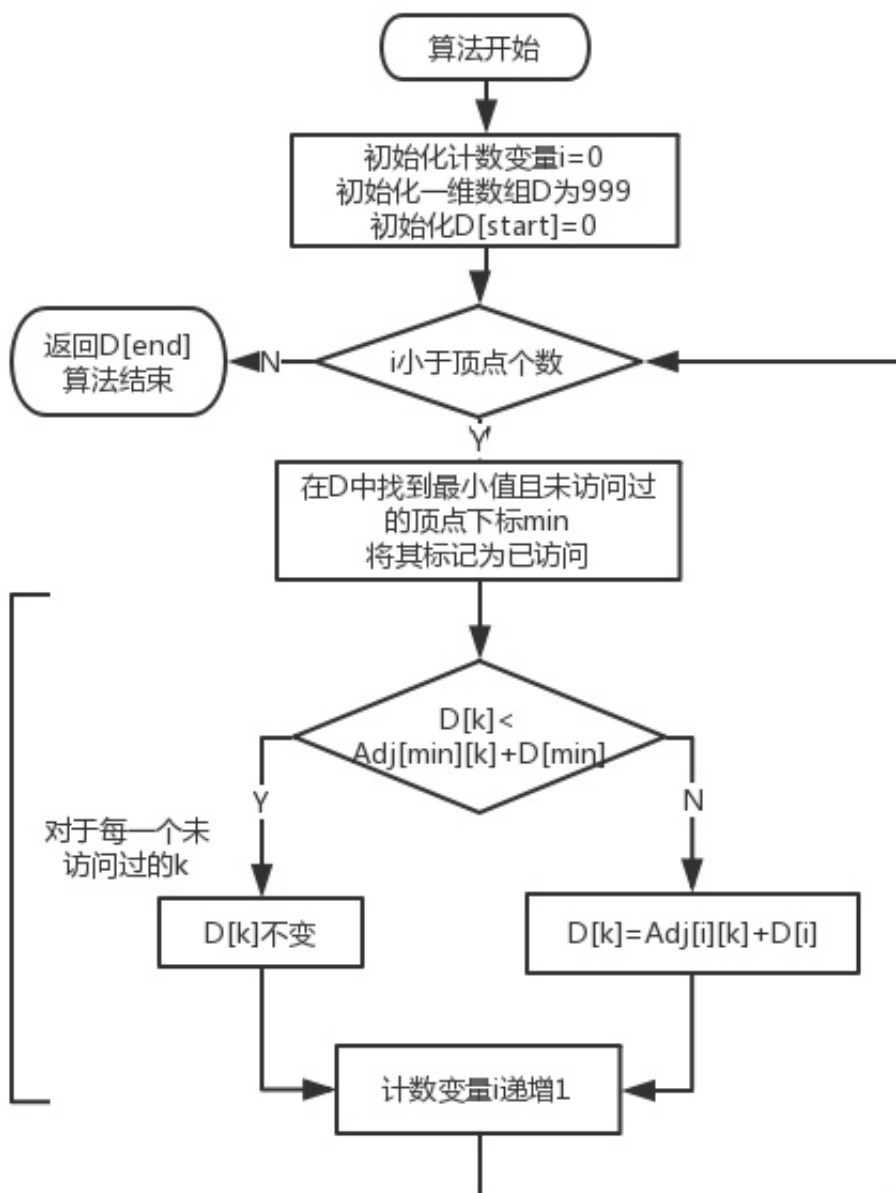 算法开始
初始化计数变量i=0
初始化一维数组D为999
初始化D[start]=0
返回D[end]
算法结束
N
i小于顶点个数
Y
在D中找到最小值且未访问过
的顶点下标min
将其标记为已访问
D[k]<
Adj[min][k]+D[min]
Y
N
对于每一个未
访问过的k
D[k]不变
D[k]=Adj[i][k]+D[i]
计数变量i递增1